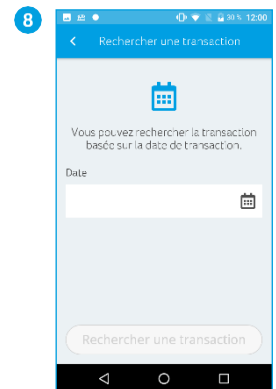 8
30 % 12:00
Rechercher une transaction
Vous pouvez rechercher la transaction
basée sur la date de transaction.
Date
Rechercher une transaction